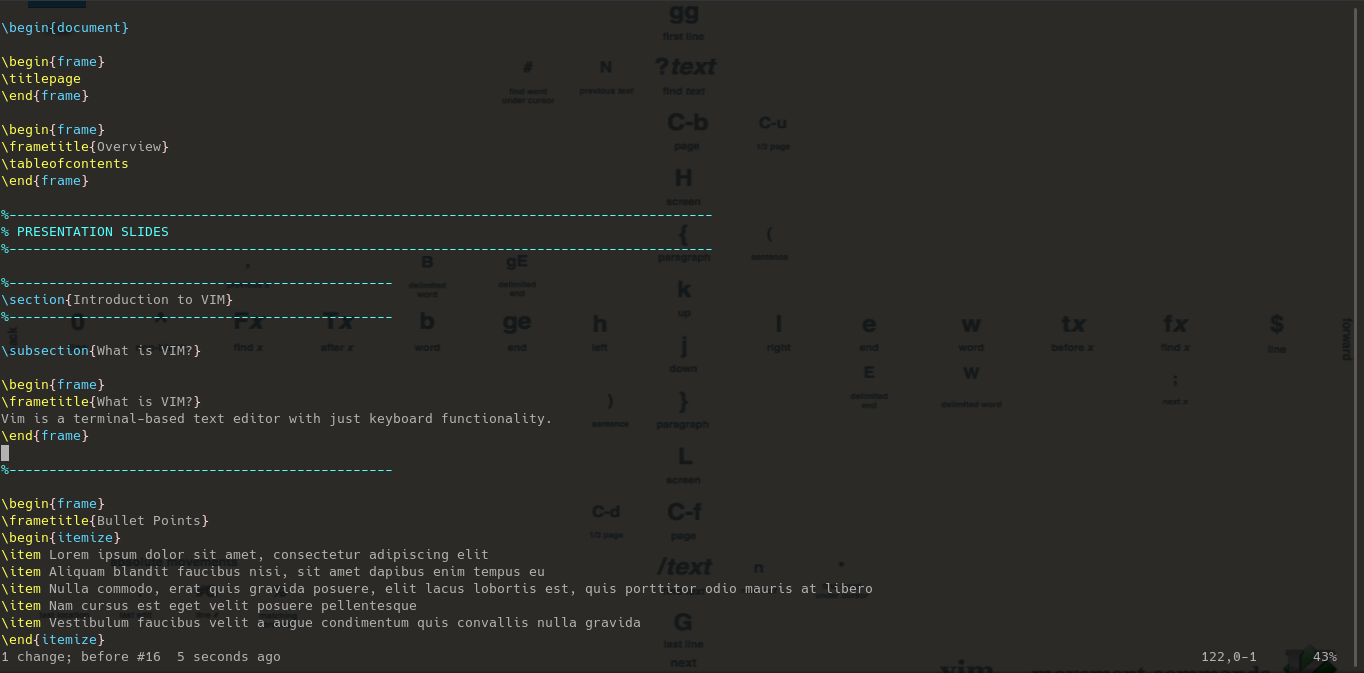 \begin{document}
\begin{frame}
\titlepage
\end{frame}
\begin{frame}
\frametitle{Overview}
\tableofcontents
\end{frame}
%---------------------------------------------------------------------------------------
% PRESENTATION SLIDES
%---------------------------------------------------------------------------------------
%------------------------------------------------
\section{Introduction to VIM}
%------------------------------------------------
\subsection{What is VIM?}
\begin{frame}
\frametitle{What is VIM?}
Vim is a terminal-based text editor with just keyboard functionality.
\end{frame}
%------------------------------------------------
\begin{frame}
\frametitle{Bullet Points}
\begin{itemize}
\item Lorem ipsum dolor sit amet, consectetur adipiscing elit
\item Aliquam blandit faucibus nisi, sit amet dapibus enim tempus eu
\item Nulla commodo, erat quis gravida posuere, elit lacus lobortis est, quis porttitor odio mauris at libero
\item Nam cursus est eget velit posuere pellentesque
\item Vestibulum faucibus velit a augue condimentum quis convallis nulla gravida
\end{itemize}
1 change; before #16  5 seconds ago 122,0-1 43%
gg
first line
# N ?text
find word under cursor previous text find text
C-b C-u
page 1/2 page
H
screen
{ (
paragraph sentence
B gE
delimited word delimited end
k
up
0 ^ Fx Tx b ge h l e w tx fx $
find x after x word end left right end word before x find x line
forward
j
down
E W ;
delimited end delimited word next x
) }
sentence paragraph
L
screen
C-d C-f
1/2 page page
/text n *
G
last line
next
vim movement commands